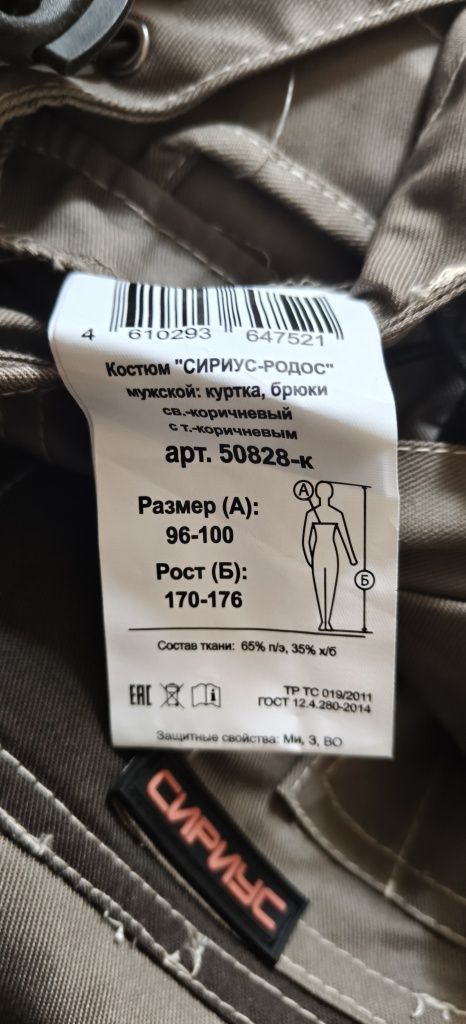 4 610293 647521
Костюм "СИРИУС-РОДОС"
мужской: куртка, брюки
св.-коричневый
с т.-коричневым
арт. 50828-к
Размер (А):
96-100
Рост (Б):
170-176
А
Б
Состав ткани: 65% п/э, 35% х/б
ЕАС
ТР ТС 019/2011
ГОСТ 12.4.280-2014
Защитные свойства: Ми, З, ВО
СИРИУС